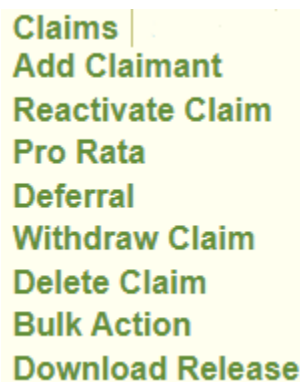 Claims
Add Claimant
Reactivate Claim
Pro Rata
Deferral
Withdraw Claim
Delete Claim
Bulk Action
Download Release